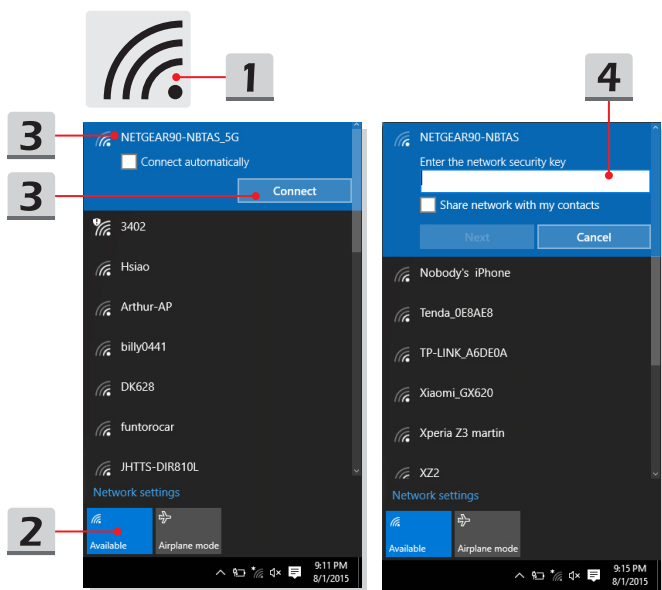 1
4
3
NETGEAR90-NBTAS_5G
Connect automatically
3
Connect
3402
Hsiao
Arthur-AP
billy0441
DK628
funtorocar
JHTTS-DIR810L
Network settings
2
Available
Airplane mode
9:11 PM
8/1/2015
NETGEAR90-NBTAS
Enter the network security key
Share network with my contacts
Next
Cancel
Nobody's iPhone
Tenda_0E8AE8
TP-LINK_A6DE0A
Xiaomi_GX620
Xperia Z3 martin
XZ2
Network settings
Available
Airplane mode
9:15 PM
8/1/2015